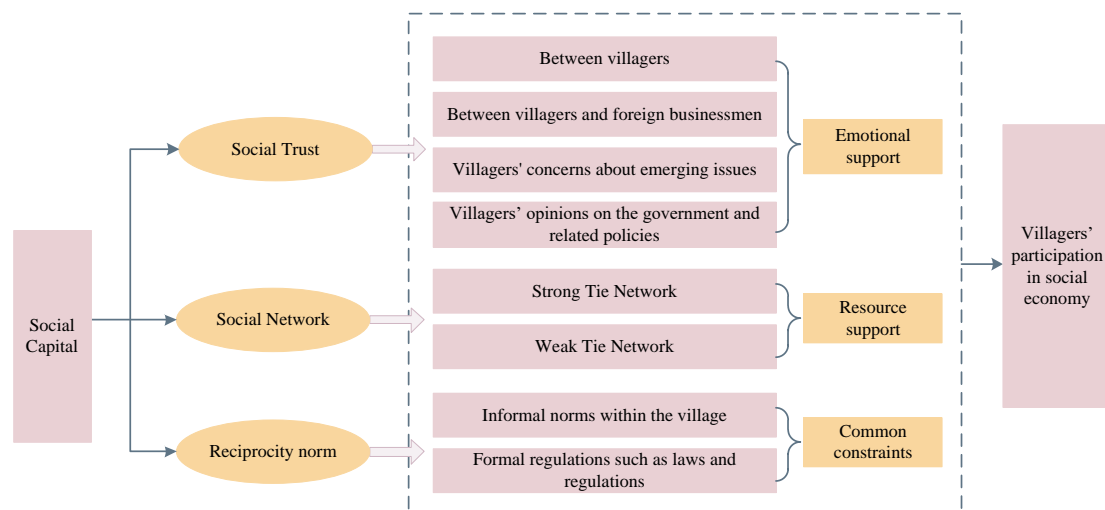 Social
Capital
Social Trust
Social Network
Reciprocity norm
Between villagers
Between villagers and foreign businessmen
Villagers' concerns about emerging issues
Villagers’ opinions on the government and
related policies
Strong Tie Network
Weak Tie Network
Informal norms within the village
Formal regulations such as laws and
regulations
Emotional
support
Resource
support
Common
constraints
Villagers’
participation
in social
economy